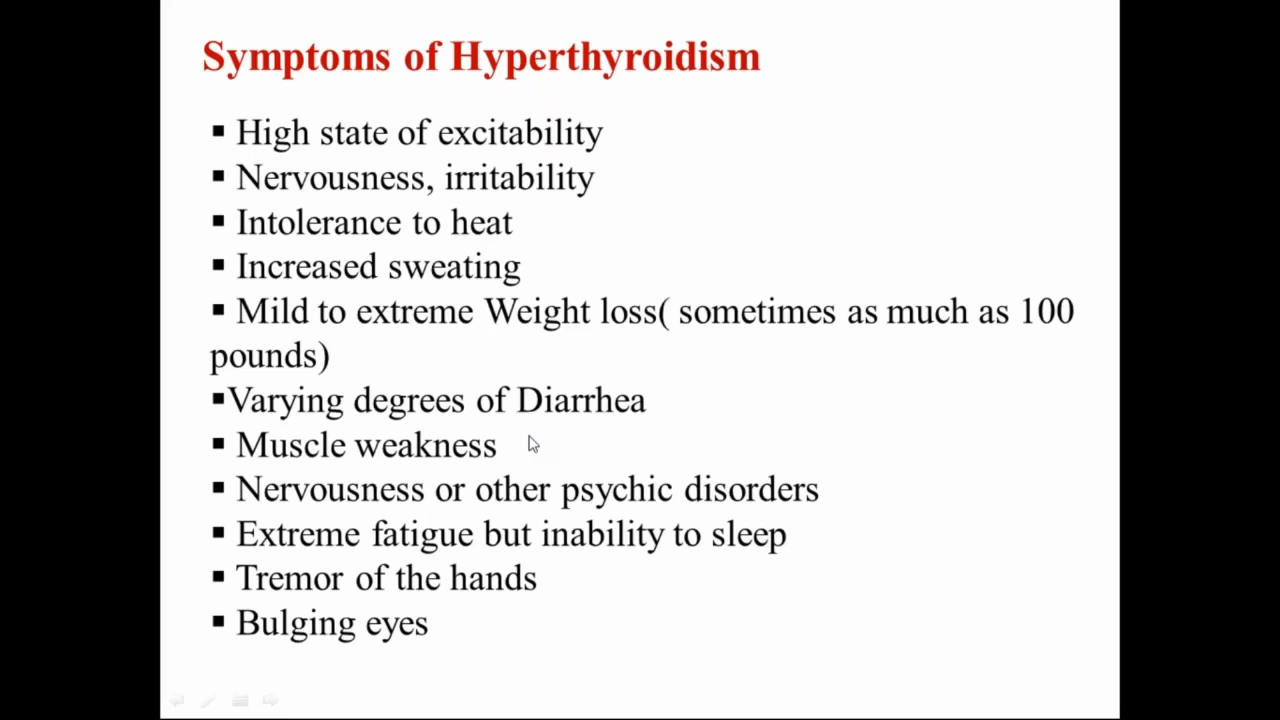 Symptoms of Hyperthyroidism
▪ High state of excitability
▪ Nervousness, irritability
▪ Intolerance to heat
▪ Increased sweating
▪ Mild to extreme Weight loss( sometimes as much as 100
pounds)
▪Varying degrees of Diarrhea
▪ Muscle weakness
▪ Nervousness or other psychic disorders
▪ Extreme fatigue but inability to sleep
▪ Tremor of the hands
▪ Bulging eyes